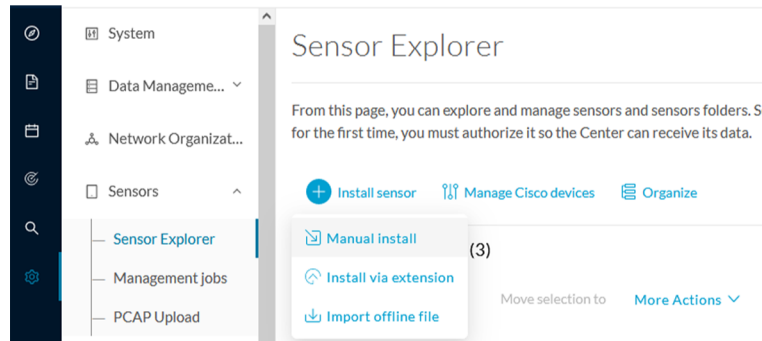 System
Data Manageme...
Network Organizat...
Sensors
Sensor Explorer
Management jobs
PCAP Upload
Sensor Explorer
From this page, you can explore and manage sensors and sensors folders. S
for the first time, you must authorize it so the Center can receive its data.
Install sensor
Manage Cisco devices
Organize
Manual install
(3)
Install via extension
Import offline file
Move selection to
More Actions